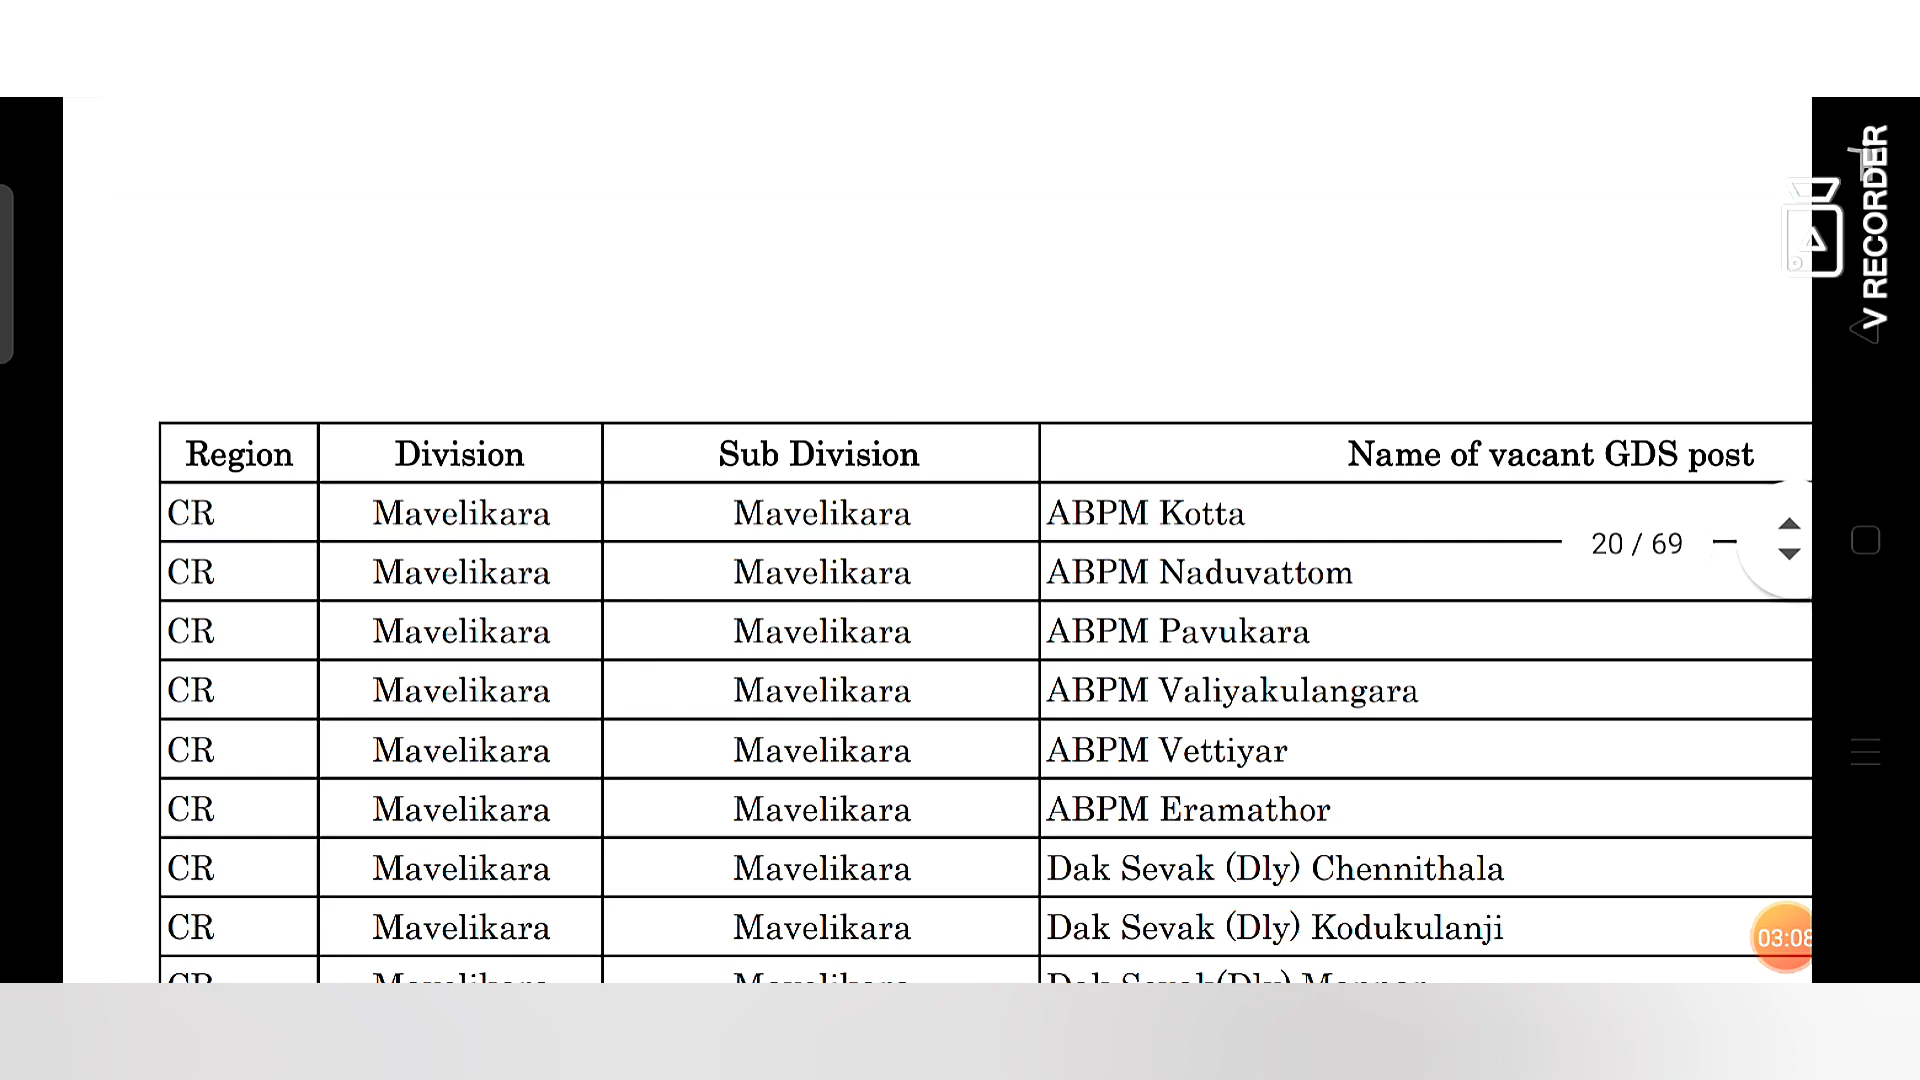 V RECORDER
Region Division Sub Division Name of vacant GDS post
CR Mavelikara Mavelikara ABPM Kotta
20 / 69
CR Mavelikara Mavelikara ABPM Naduvattom
CR Mavelikara Mavelikara ABPM Pavukara
CR Mavelikara Mavelikara ABPM Valiyakulangara
CR Mavelikara Mavelikara ABPM Vettiyar
CR Mavelikara Mavelikara ABPM Eramathor
CR Mavelikara Mavelikara Dak Sevak (Dly) Chennithala
CR Mavelikara Mavelikara Dak Sevak (Dly) Kodukulanji
03:08
CR Mavelikara Mavelikara Dak Sevak(Dly)